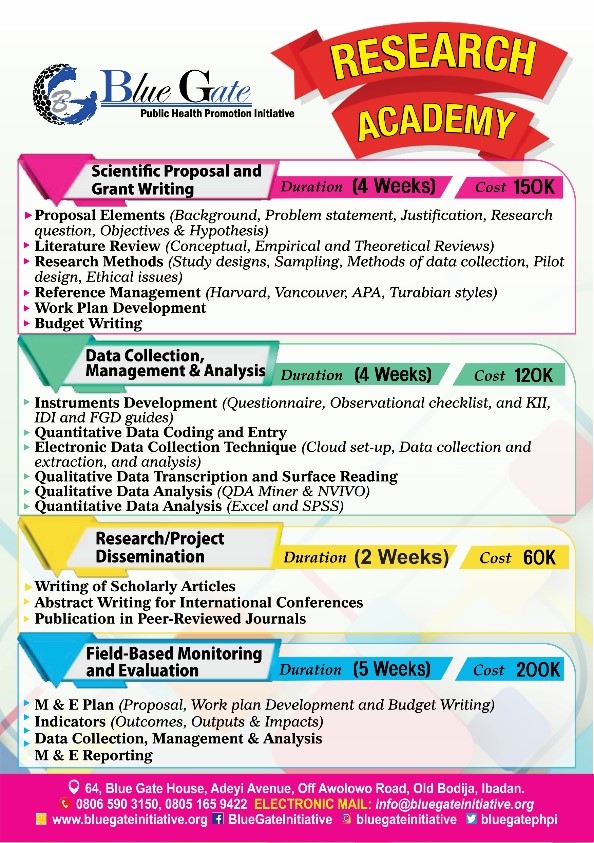 RESEARCH
ACADEMY
Blue Gate
Public Health Promotion Initiative
Scientific Proposal and
Grant Writing
Duration (4 Weeks) Cost 150K
Proposal Elements (Background, Problem statement, Justification, Research
question, Objectives & Hypothesis)
Literature Review (Conceptual, Empirical and Theoretical Reviews)
Research Methods (Study designs, Sampling, Methods of data collection, Pilot
design, Ethical issues)
Reference Management (Harvard, Vancouver, APA, Turabian styles)
Work Plan Development
Budget Writing
Data Collection,
Management & Analysis
Duration (4 Weeks) Cost 120K
Instruments Development (Questionnaire, Observational checklist, and KII,
IDI and FGD guides)
Quantitative Data Coding and Entry
Electronic Data Collection Technique (Cloud set-up, Data collection and
extraction, and analysis)
Qualitative Data Transcription and Surface Reading
Qualitative Data Analysis (QDA Miner & NVIVO)
Quantitative Data Analysis (Excel and SPSS)
Research/Project
Dissemination
Duration (2 Weeks) Cost 60K
Writing of Scholarly Articles
Abstract Writing for International Conferences
Publication in Peer-Reviewed Journals
Field-Based Monitoring
and Evaluation
Duration (5 Weeks) Cost 200K
M & E Plan (Proposal, Work plan Development and Budget Writing)
Indicators (Outcomes, Outputs & Impacts)
Data Collection, Management & Analysis
M & E Reporting
64, Blue Gate House, Adeyi Avenue, Off Awolowo Road, Old Bodija, Ibadan.
0806 590 3150, 0805 165 9422 ELECTRONIC MAIL: info@bluegateinitiative.org
www.bluegateinitiative.org BlueGateInitiative bluegateinitiative bluegatephpi